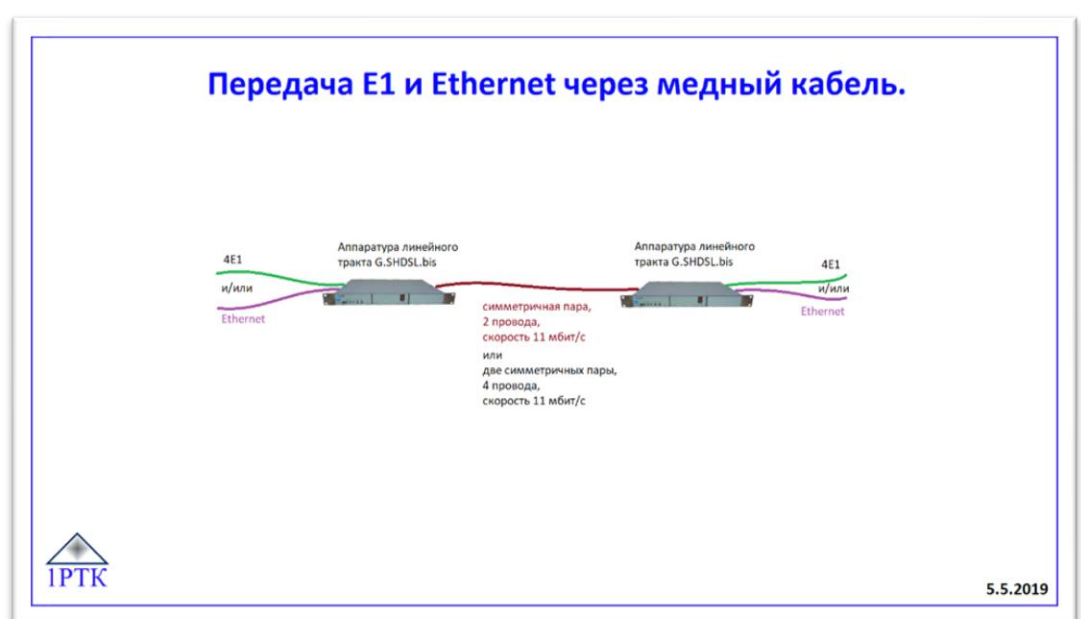 Передача E1 и Ethernet через медный кабель.
Аппаратура линейного
тракта G.SHDSL.bis
Аппаратура линейного
тракта G.SHDSL.bis
4E1
и/или
Ethernet
4E1
и/или
Ethernet
симметричная пара,
2 провода,
скорость 11 мбит/с
или
две симметричных пары,
4 провода,
скорость 11 мбит/с
1РТК
5.5.2019